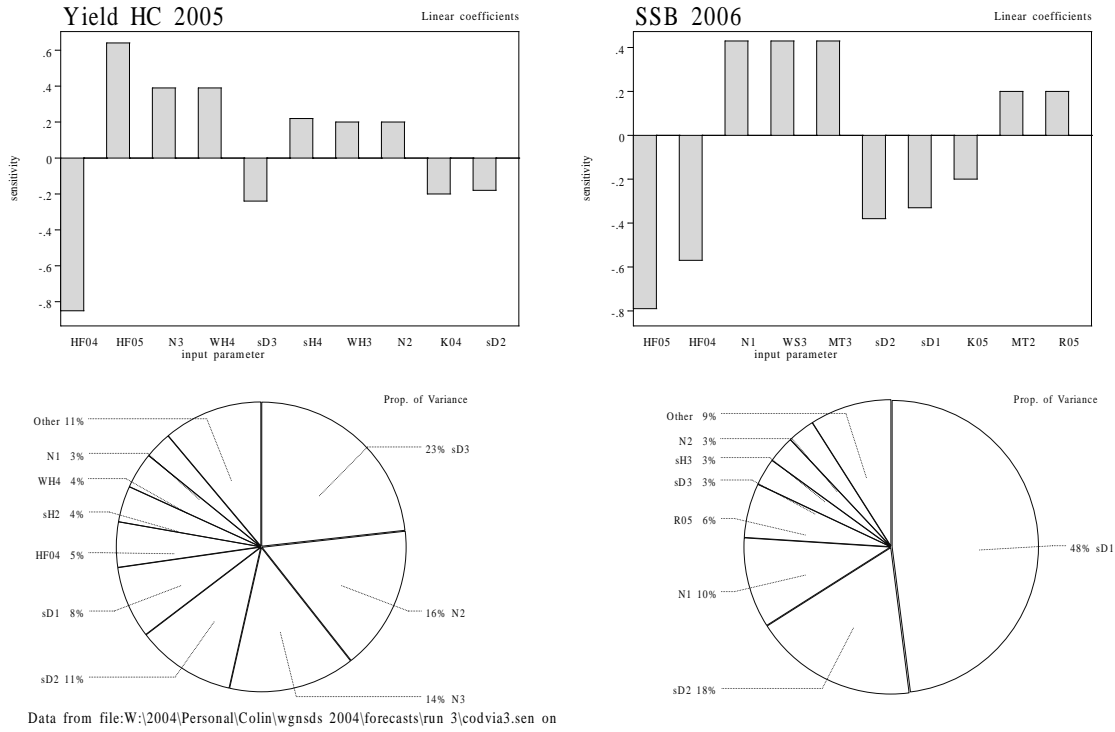 Yield HC 2005
Linear coefficients
.6
.4
.2
0
-.2
-.4
-.6
-.8
sensitivity
HF04 HF05 N3 WH4 sD3 sH4 WH3 N2 K04 sD2
input parameter
SSB 2006
Linear coefficients
.4
.2
0
-.2
-.4
-.6
-.8
sensitivity
HF05 HF04 N1 WS3 MT3 sD2 sD1 K05 MT2 R05
input parameter
Prop. of Variance
Other 11%
N1 3%
WH4 4%
sH2 4%
HF04 5%
sD1 8%
sD2 11%
23% sD3
16% N2
14% N3
Prop. of Variance
Other 9%
N2 3%
sH3 3%
sD3 3%
R05 6%
N1 10%
sD2 18%
48% sD1
Data from file:W:\2004\Personal\Colin\wgnsds 2004\forecasts\run 3\codvia3.sen on